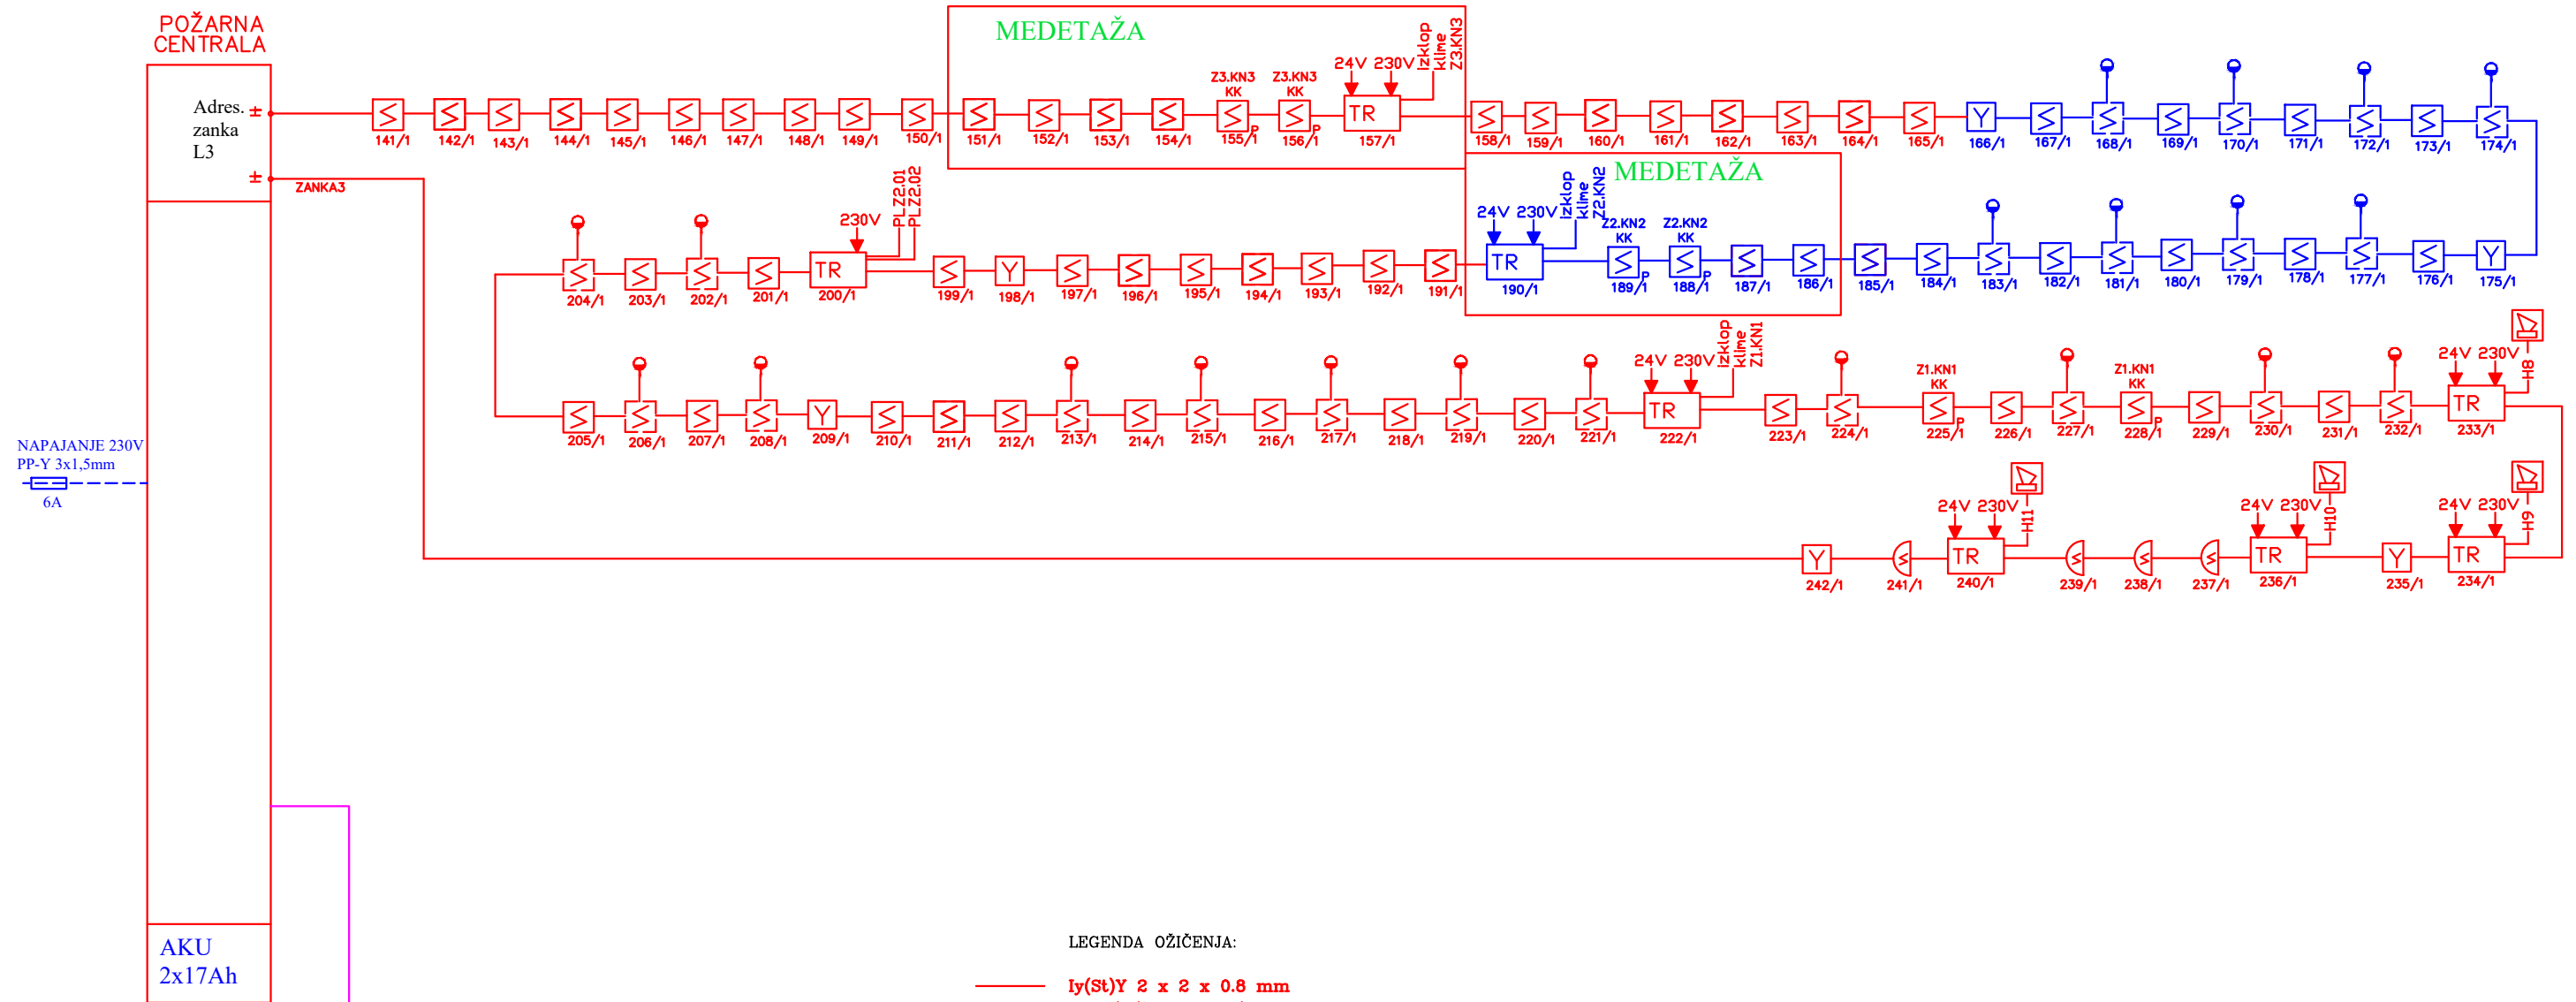 POŽARNA
CENTRALA
Adres.
zanka
L3
±
±
ZANKA3
MEDETAŽA
Z3.KN3
KK
Z3.KN3
KK
24V 230V
izklop
klime
Z3.KN3
P
P
TR
141/1 142/1 143/1 144/1 145/1 146/1 147/1 148/1 149/1 150/1 151/1 152/1 153/1 154/1 155/1 156/1 157/1 158/1 159/1 160/1 161/1 162/1 163/1 164/1 165/1 166/1 167/1 168/1 169/1 170/1 171/1 172/1 173/1 174/1
Y
MEDETAŽA
230V
PLZ2.01
PLZ2.02
24V 230V
izklop
klime
Z2.KN2
Z2.KN2
KK
Z2.KN2
KK
TR
Y
TR
P
P
Y
204/1 203/1 202/1 201/1 200/1 199/1 198/1 197/1 196/1 195/1 194/1 193/1 192/1 191/1 190/1 189/1 188/1 187/1 186/1 185/1 184/1 183/1 182/1 181/1 180/1 179/1 178/1 177/1 176/1 175/1
24V 230V
izklop
klime
Z1.KN1
Z1.KN1
KK
Z1.KN1
KK
24V 230V
H8
Y
TR
P
P
TR
205/1 206/1 207/1 208/1 209/1 210/1 211/1 212/1 213/1 214/1 215/1 216/1 217/1 218/1 219/1 220/1 221/1 222/1 223/1 224/1 225/1 226/1 227/1 228/1 229/1 230/1 231/1 232/1 233/1
NAPAJANJE 230V
PP-Y 3x1,5mm
6A
24V 230V
H11
24V 230V
H10
24V 230V
H9
Y
TR
TR
Y
TR
242/1 241/1 240/1 239/1 238/1 237/1 236/1 235/1 234/1
AKU
2x17Ah
LEGENDA OŽIČENJA:
Iy(St)Y 2 x 2 x 0.8 mm